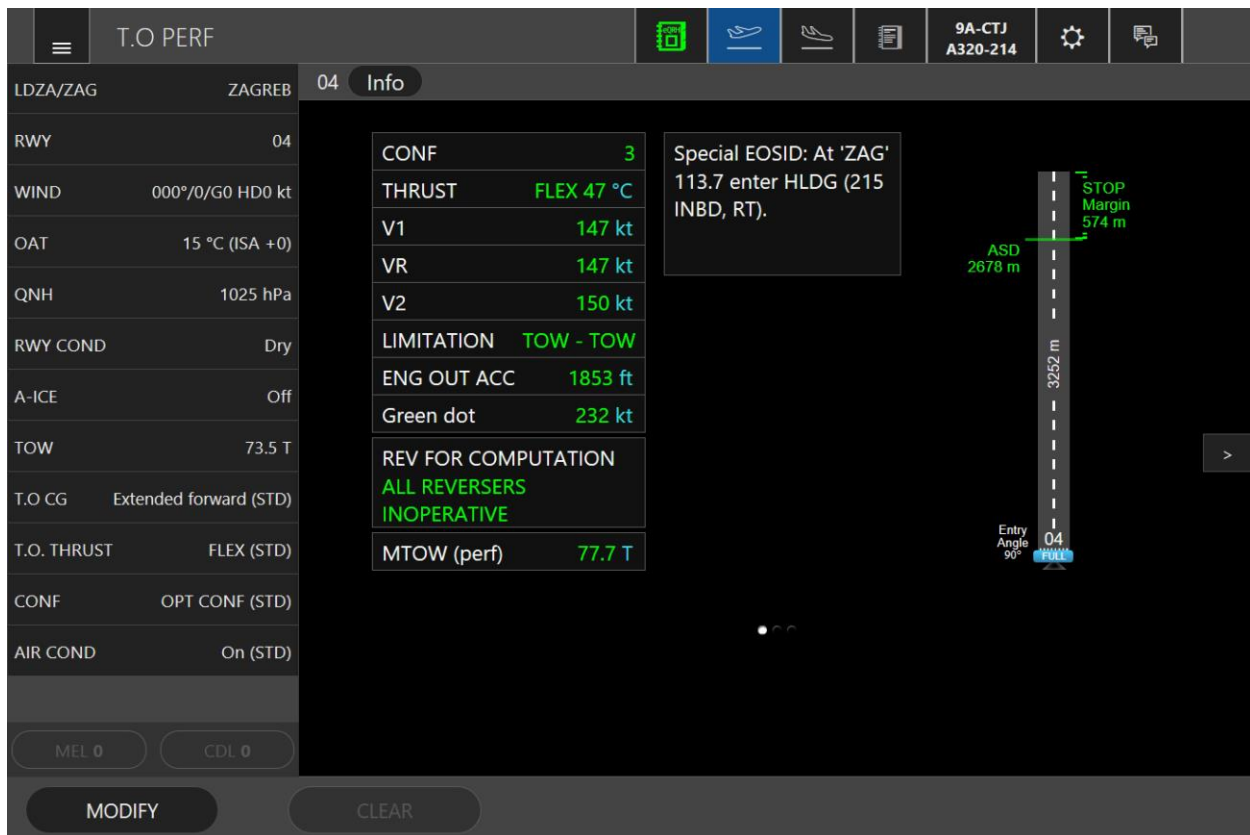 T.O PERF
9A-CTJ
A320-214
LDZA/ZAG ZAGREB
RWY 04
WIND 000°/0/G0 HD0 kt
OAT 15 °C (ISA +0)
QNH 1025 hPa
RWY COND Dry
A-ICE Off
TOW 73.5 T
T.O CG Extended forward (STD)
T.O. THRUST FLEX (STD)
CONF OPT CONF (STD)
AIR COND On (STD)
MEL 0 CDL 0
MODIFY CLEAR
04 Info
CONF 3
THRUST FLEX 47 °C
V1 147 kt
VR 147 kt
V2 150 kt
LIMITATION TOW - TOW
ENG OUT ACC 1853 ft
Green dot 232 kt
REV FOR COMPUTATION
ALL REVERSERS
INOPERATIVE
MTOW (perf) 77.7 T
Special EOSID: At 'ZAG'
113.7 enter HLDG (215
INBD, RT).
STOP
Margin
574 m
ASD
2678 m
3252 m
Entry
Angle
90°
04
FULL
>